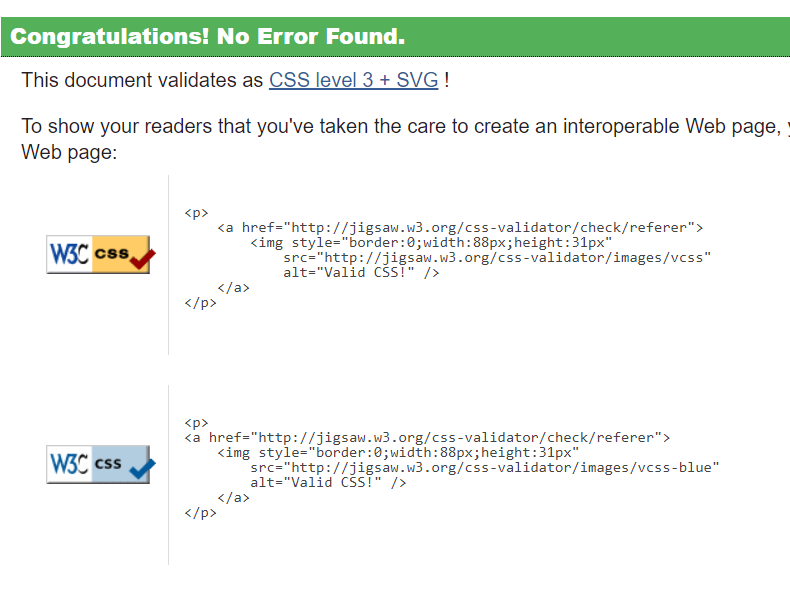 Congratulations! No Error Found.
This document validates as CSS level 3 + SVG !
To show your readers that you've taken the care to create an interoperable Web page,
Web page:
W3C css
<p>
<a href="http://jigsaw.w3.org/css-validator/check/referer">
<img style="border:0;width:88px;height:31px"
src="http://jigsaw.w3.org/css-validator/images/vcss"
alt="Valid CSS!" />
</a>
</p>
W3C css
<p>
<a href="http://jigsaw.w3.org/css-validator/check/referer">
<img style="border:0;width:88px;height:31px"
src="http://jigsaw.w3.org/css-validator/images/vcss-blue"
alt="Valid CSS!" />
</a>
</p>